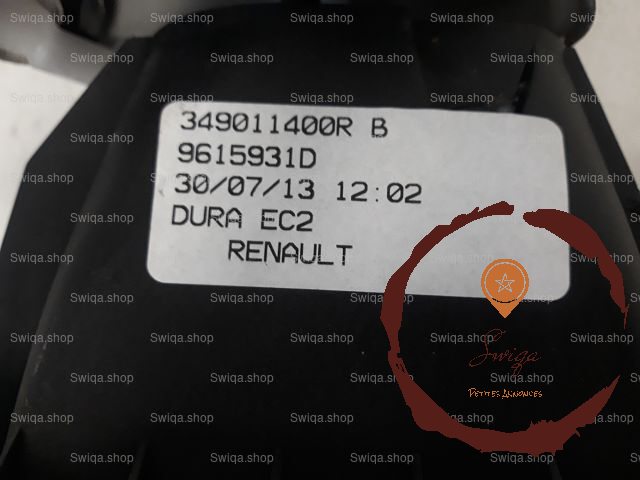 349011400R B
9615931D
30/07/13 12:02
DURA EC2
RENAULT
Swiqa
PETITES ANNONCES
Swiqa.shop